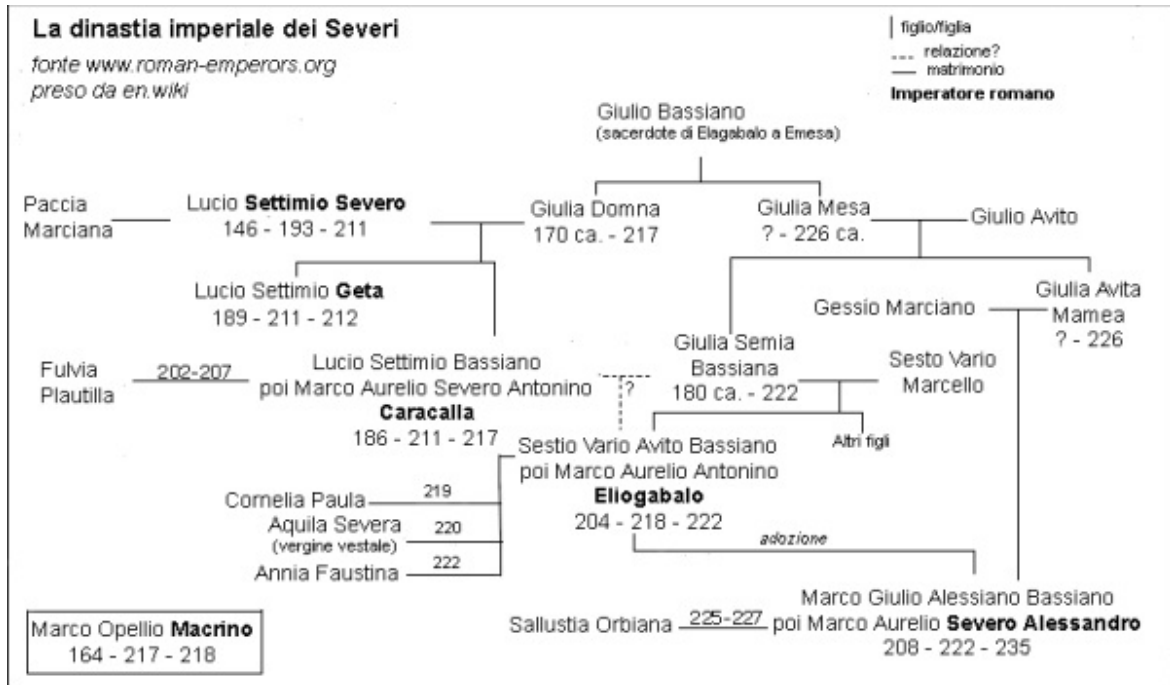 La dinastia imperiale dei Severi
fonte www.roman-emperors.org
preso da en.wiki
figlio/figlia
relazione?
matrimonio
Imperatore romano
Giulio Bassiano
(sacerdote di Elagabalo a Emesa)
Paccia
Marciana
Lucio Settimio Severo
146 - 193 - 211
Giulia Domna
170 ca. - 217
Giulia Mesa
? - 226 ca.
Giulio Avito
Lucio Settimio Geta
189 - 211 - 212
Gessio Marciano
Giulia Avita
Mamea
? - 226
Fulvia
Plautilla
202-207
Lucio Settimio Bassiano
poi Marco Aurelio Severo Antonino
Caracalla
186 - 211 - 217
?
Giulia Semia
Bassiana
180 ca. - 222
Sesto Vario
Marcello
Sestio Vario Avito Bassiano
poi Marco Aurelio Antonino
Eliogabalo
204 - 218 - 222
Altri figli
Cornelia Paula
219
Aquila Severa
(vergine vestale)
220
Annia Faustina
222
adozione
Marco Opellio Macrino
164 - 217 - 218
Sallustia Orbiana
225-227
Marco Giulio Alessiano Bassiano
poi Marco Aurelio Severo Alessandro
208 - 222 - 235